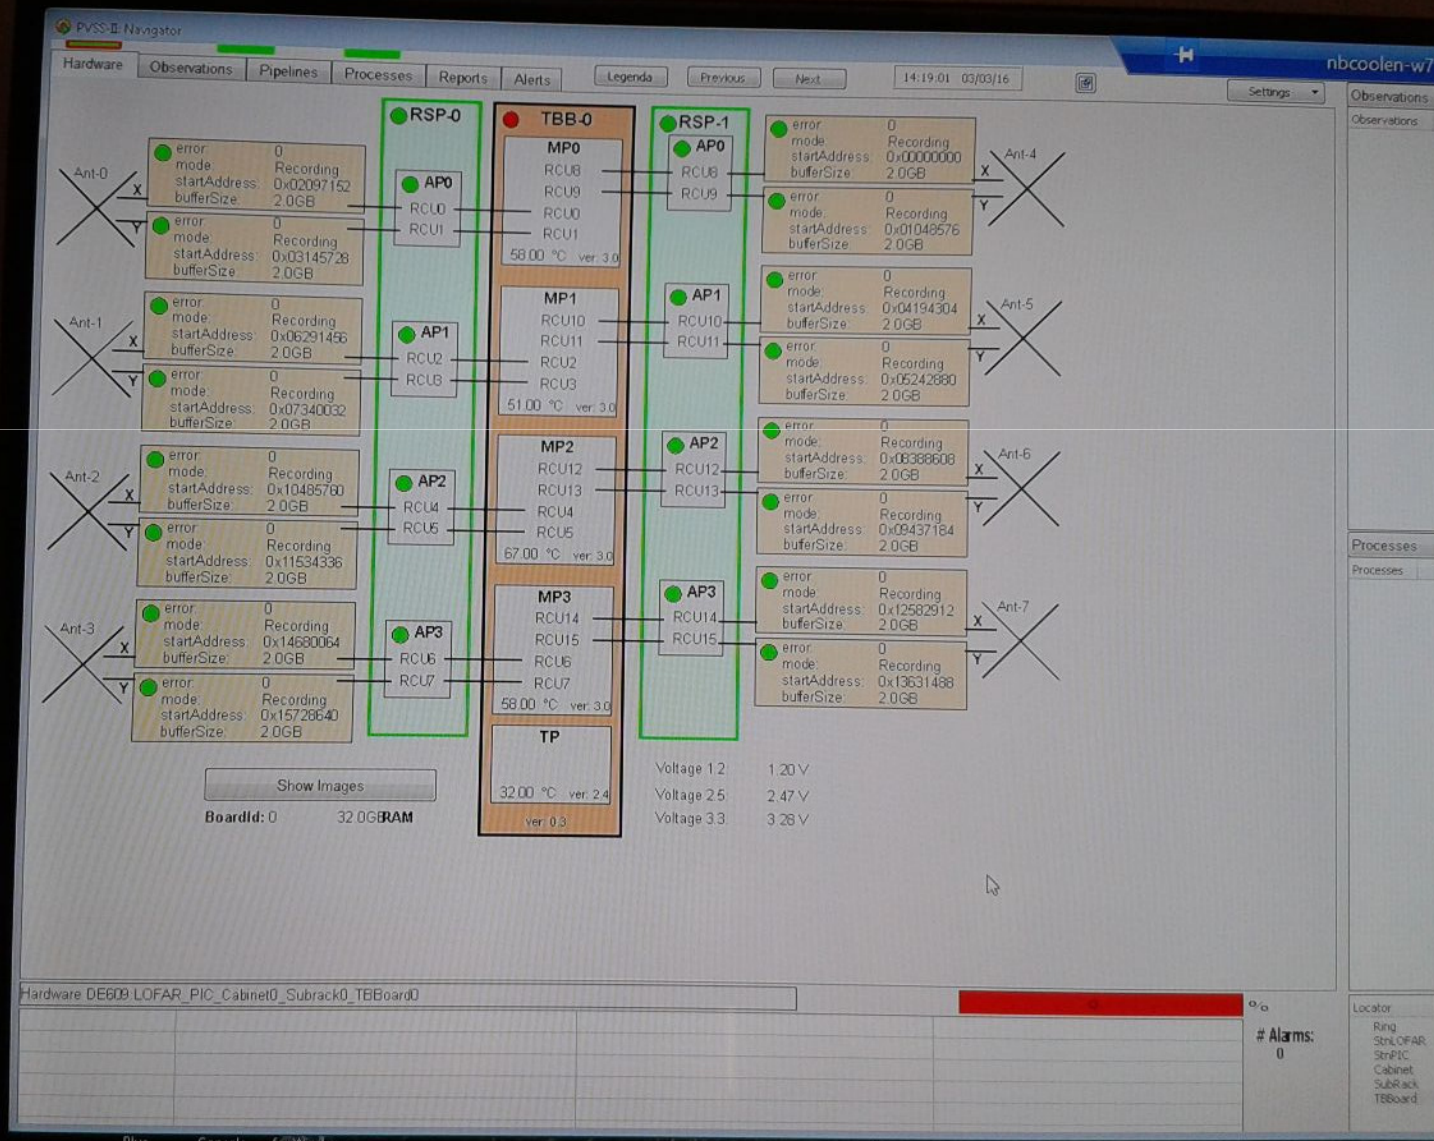 PVSS-II: Navigator
nbcoolen-w7
Hardware Observations Pipelines Processes Reports Alerts Legenda Previous Next 14:19:01 03/03/16
Settings
Observations
Observations
RSP-0
TBB-0
RSP-1
Ant-0
X
Y
error: 0
mode: Recording
startAddress: 0x02097152
bufferSize: 2.0GB
error: 0
mode: Recording
startAddress: 0x03145728
bufferSize: 2.0GB
AP0
RCU0
RCU1
MP0
RCU8
RCU9
RCU0
RCU1
58.00 °C ver: 3.0
AP0
RCU8
RCU9
error: 0
mode: Recording
startAddress: 0x00000000
bufferSize: 2.0GB
error: 0
mode: Recording
startAddress: 0x01048576
bufferSize: 2.0GB
Ant-4
X
Y
Ant-1
X
Y
error: 0
mode: Recording
startAddress: 0x06291456
bufferSize: 2.0GB
error: 0
mode: Recording
startAddress: 0x07340032
bufferSize: 2.0GB
AP1
RCU2
RCU3
MP1
RCU10
RCU11
RCU2
RCU3
51.00 °C ver: 3.0
AP1
RCU10
RCU11
error: 0
mode: Recording
startAddress: 0x04194304
bufferSize: 2.0GB
error: 0
mode: Recording
startAddress: 0x05242880
bufferSize: 2.0GB
Ant-5
X
Y
Ant-2
X
Y
error: 0
mode: Recording
startAddress: 0x10485760
bufferSize: 2.0GB
error: 0
mode: Recording
startAddress: 0x11534336
bufferSize: 2.0GB
AP2
RCU4
RCU5
MP2
RCU12
RCU13
RCU4
RCU5
67.00 °C ver: 3.0
AP2
RCU12
RCU13
error: 0
mode: Recording
startAddress: 0x08388608
bufferSize: 2.0GB
error: 0
mode: Recording
startAddress: 0x09437184
bufferSize: 2.0GB
Ant-6
X
Y
Ant-3
X
Y
error: 0
mode: Recording
startAddress: 0x14680064
bufferSize: 2.0GB
error: 0
mode: Recording
startAddress: 0x15728640
bufferSize: 2.0GB
AP3
RCU6
RCU7
MP3
RCU14
RCU15
RCU6
RCU7
58.00 °C ver: 3.0
AP3
RCU14
RCU15
error: 0
mode: Recording
startAddress: 0x12582912
bufferSize: 2.0GB
error: 0
mode: Recording
startAddress: 0x13631488
bufferSize: 2.0GB
Ant-7
X
Y
TP
32.00 °C ver: 2.4
ver: 0.3
Show Images
BoardId: 0 32.0GB RAM
Voltage 1.2 1.20 V
Voltage 2.5 2.47 V
Voltage 3.3 3.28 V
Processes
Processes
Hardware DE609:LOFAR_PIC_Cabinet0_Subrack0_TBBoard0
0 %
# Alarms:
0
Locator
Ring
StnLOFAR
StnPIC
Cabinet
SubRack
TBBoard